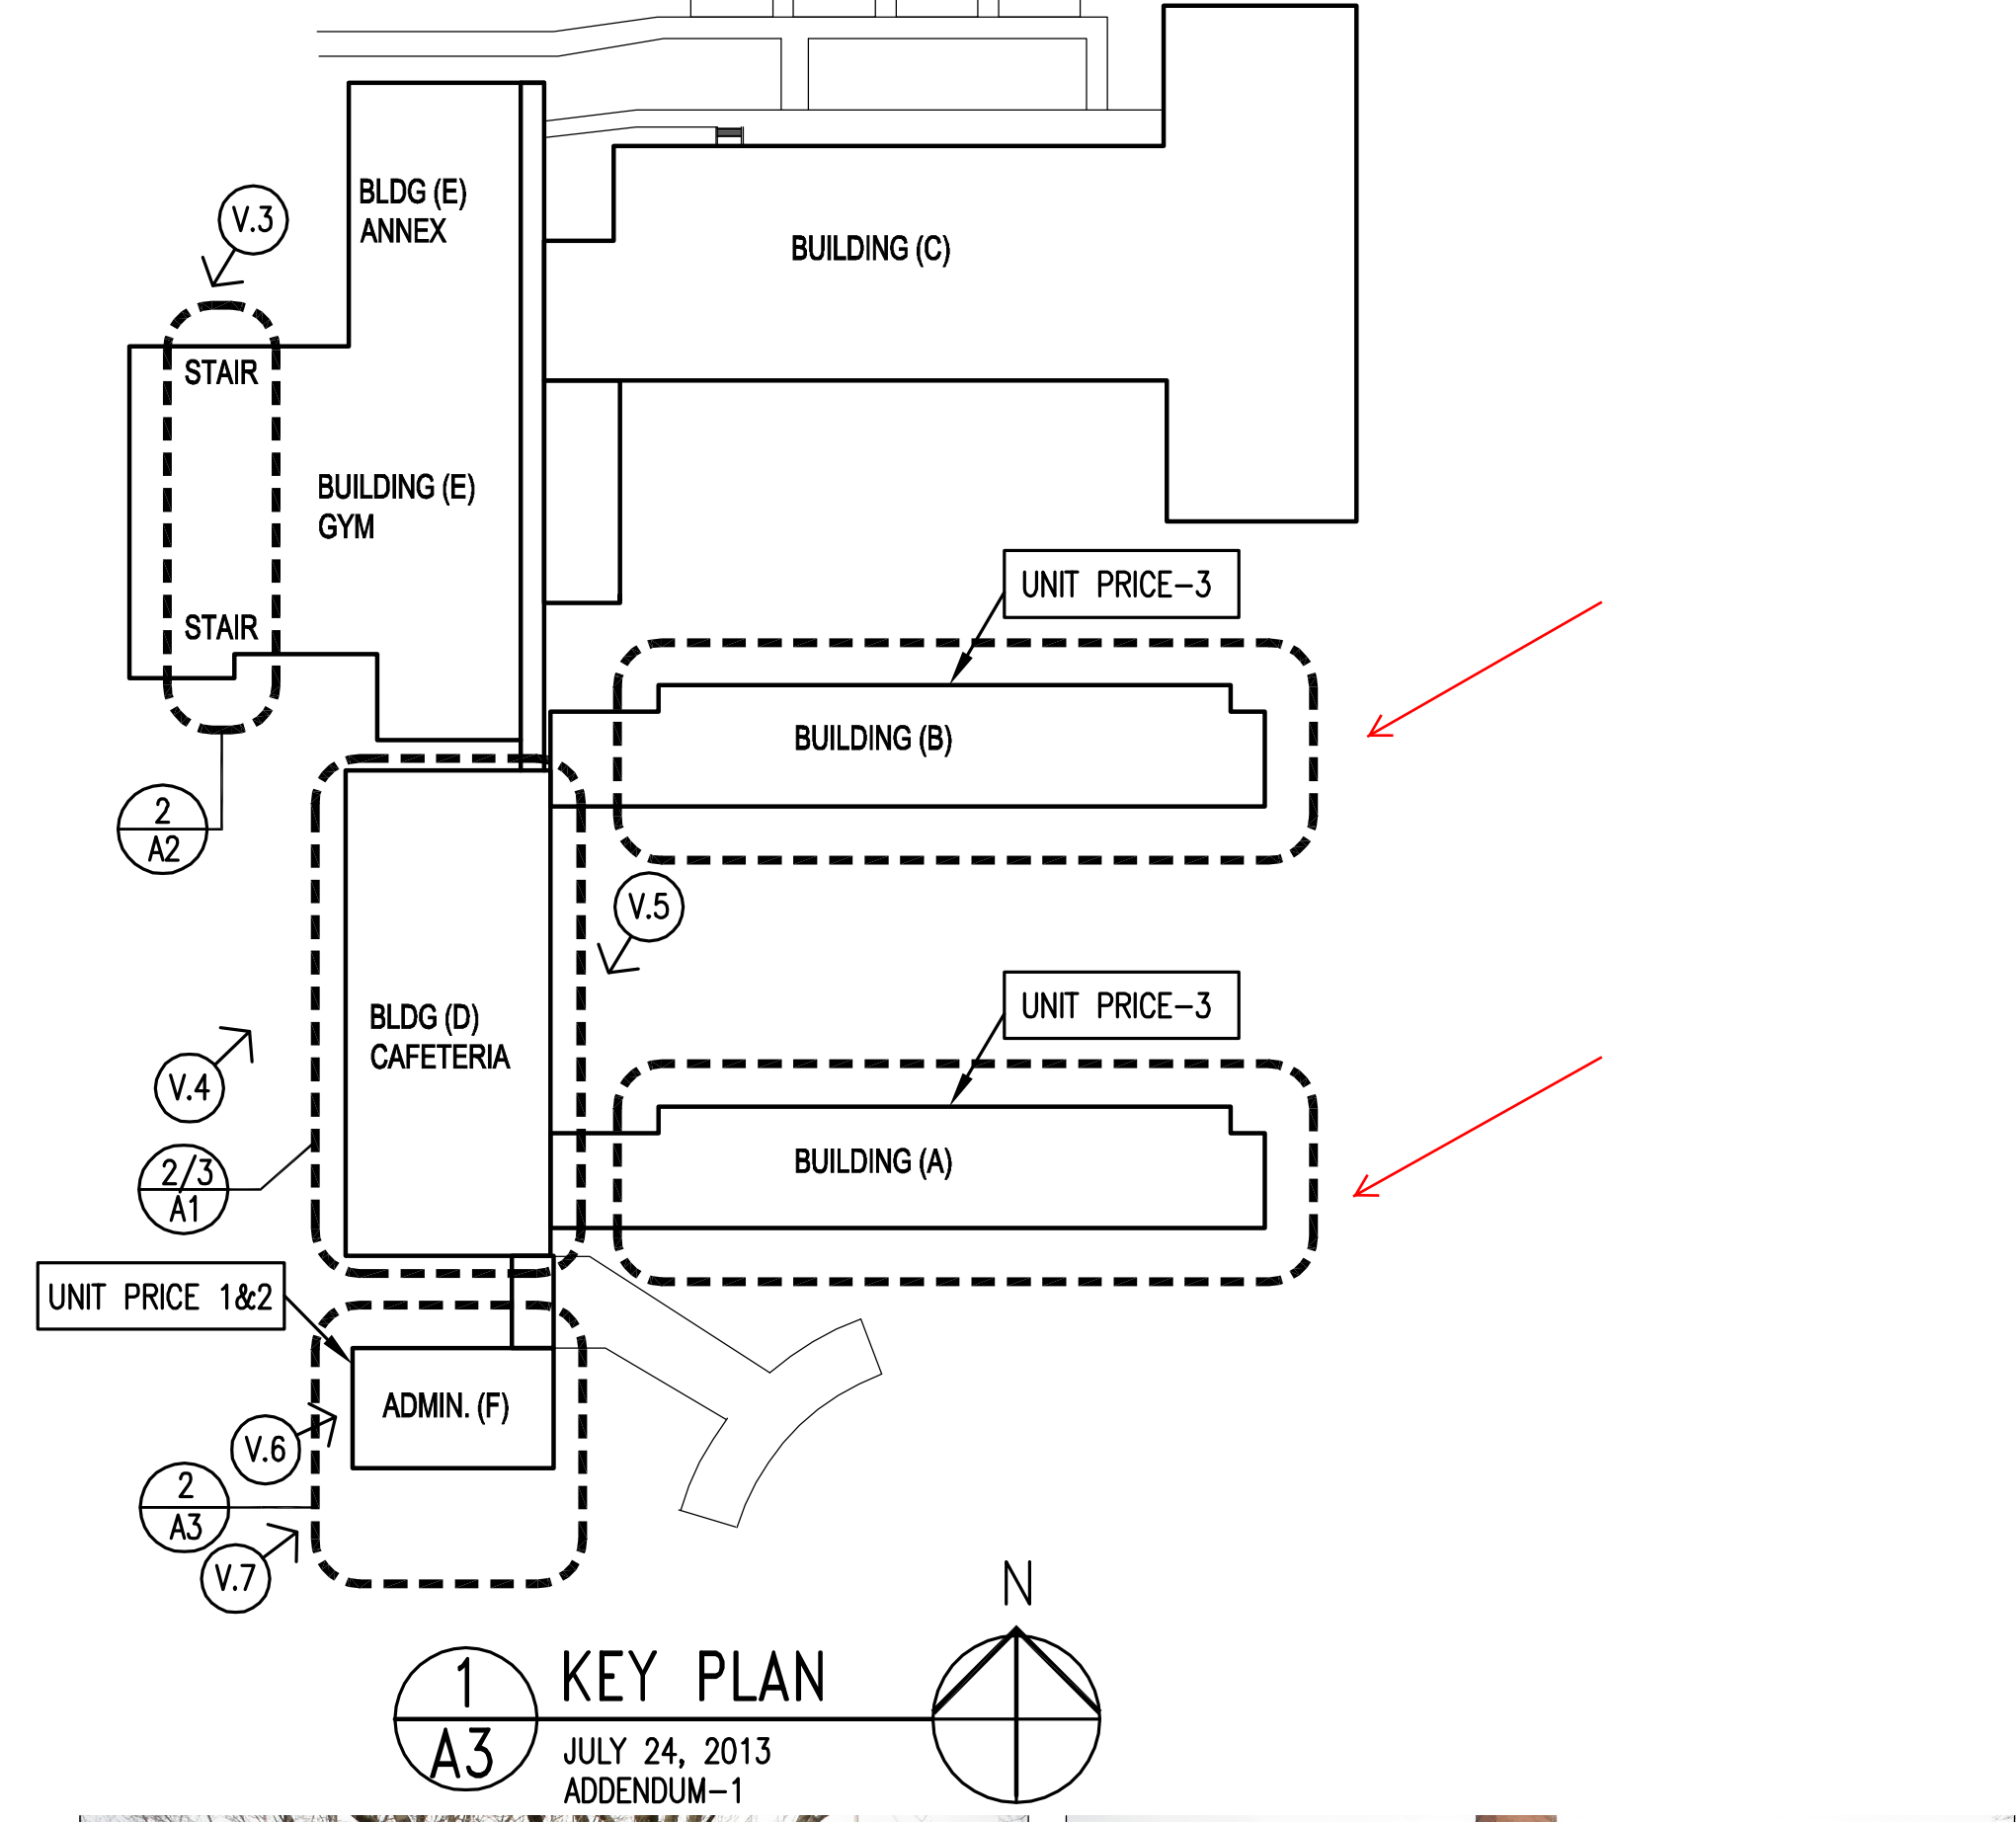 BLDG (E)
ANNEX
V.3
BUILDING (C)
STAIR
BUILDING (E)
GYM
UNIT PRICE-3
STAIR
BUILDING (B)
2
A2
V.5
UNIT PRICE-3
BLDG (D)
CAFETERIA
V.4
BUILDING (A)
2/3
A1
UNIT PRICE 1&2
ADMIN. (F)
V.6
2
A3
V.7
N
1
A3
KEY PLAN
JULY 24, 2013
ADDENDUM-1